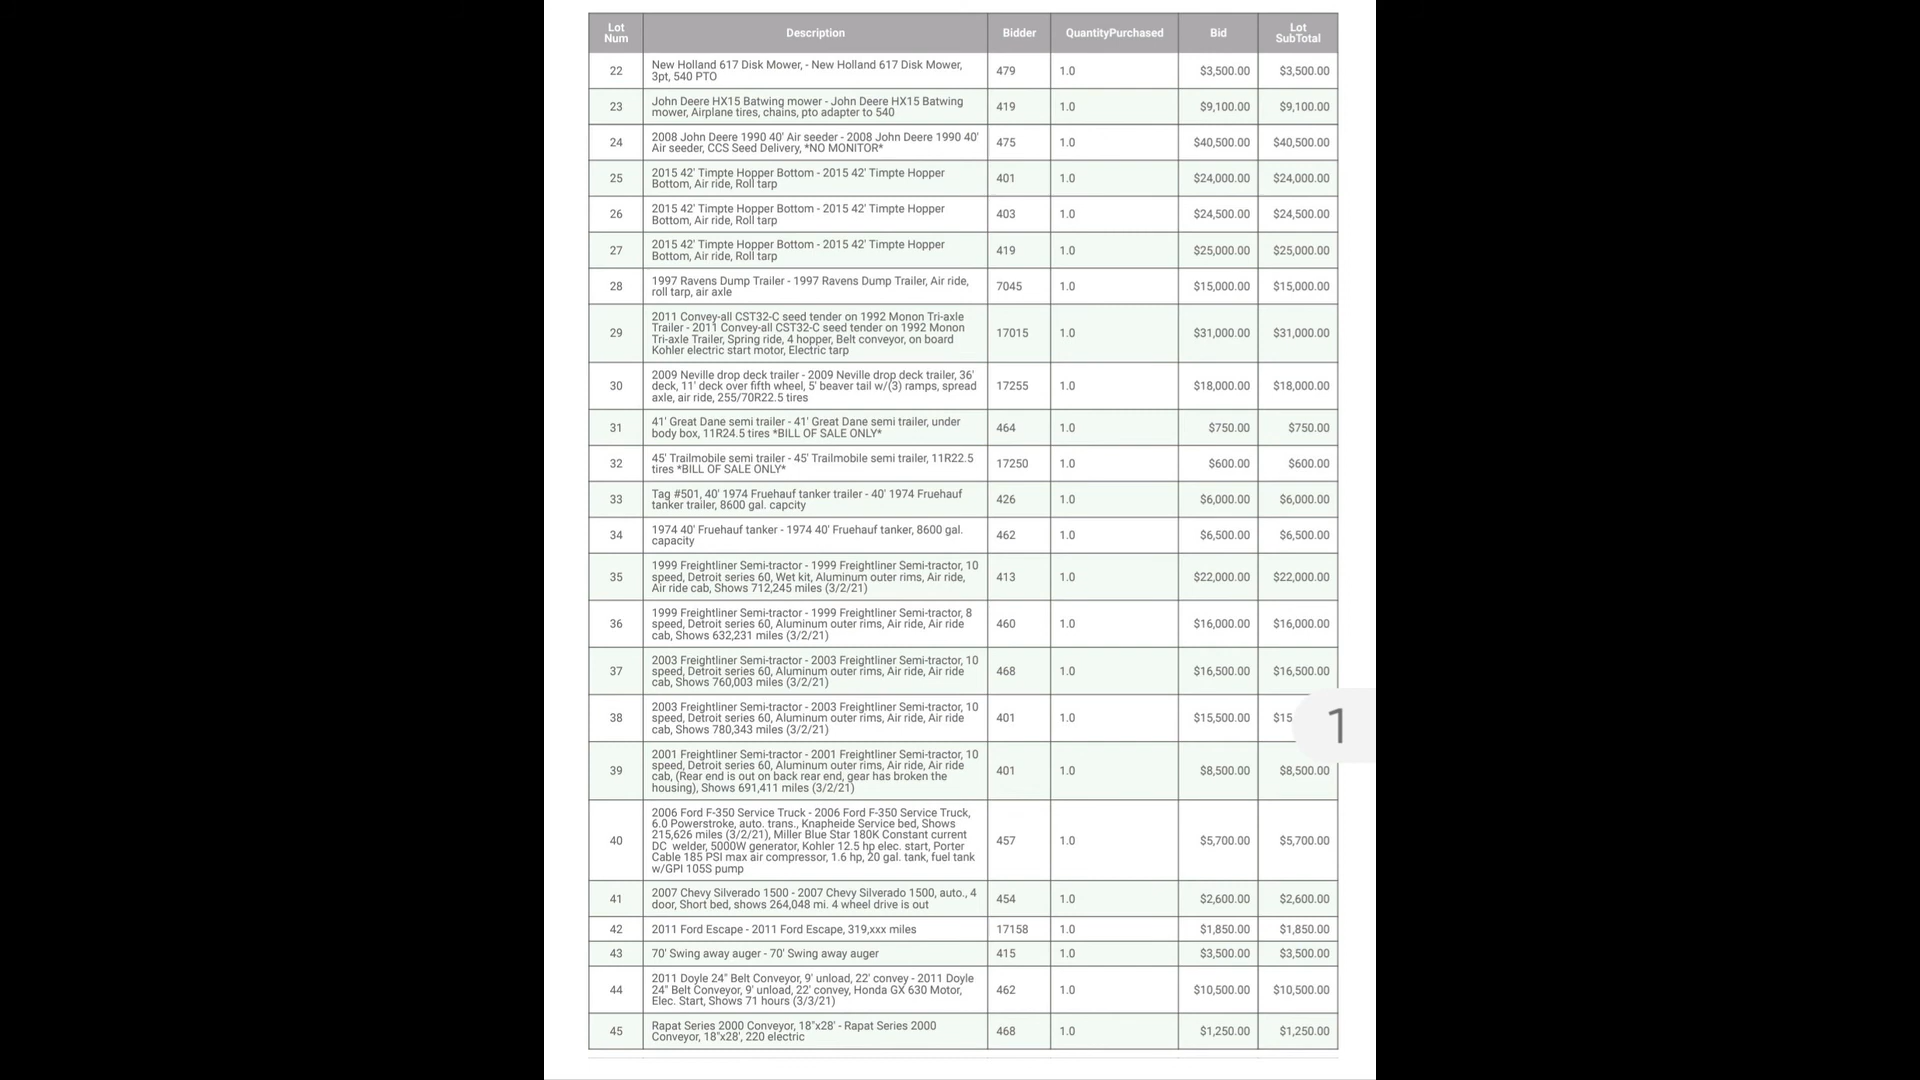 Lot Num Description Bidder QuantityPurchased Bid Lot SubTotal
22 New Holland 617 Disk Mower, - New Holland 617 Disk Mower, 479 1.0 $3,500.00 $3,500.00
3pt, 540 PTO
23 John Deere HX15 Batwing mower - John Deere HX15 Batwing 419 1.0 $9,100.00 $9,100.00
mower, Airplane tires, chains, pto adapter to 540
24 2008 John Deere 1990 40' Air seeder - 2008 John Deere 1990 40' 475 1.0 $40,500.00 $40,500.00
Air seeder, CCS Seed Delivery, *NO MONITOR*
25 2015 42' Timpte Hopper Bottom - 2015 42' Timpte Hopper 401 1.0 $24,000.00 $24,000.00
Bottom, Air ride, Roll tarp
26 2015 42' Timpte Hopper Bottom - 2015 42' Timpte Hopper 403 1.0 $24,500.00 $24,500.00
Bottom, Air ride, Roll tarp
27 2015 42' Timpte Hopper Bottom - 2015 42' Timpte Hopper 419 1.0 $25,000.00 $25,000.00
Bottom, Air ride, Roll tarp
28 1997 Ravens Dump Trailer - 1997 Ravens Dump Trailer, Air ride, 7045 1.0 $15,000.00 $15,000.00
roll tarp, air axle
29 2011 Convey-all CST32-C seed tender on 1992 Monon Tri-axle 17015 1.0 $31,000.00 $31,000.00
Trailer - 2011 Convey-all CST32-C seed tender on 1992 Monon
Tri-axle Trailer, Spring ride, 4 hopper, Belt conveyor, on board
Kohler electric start motor, Electric tarp
30 2009 Neville drop deck trailer - 2009 Neville drop deck trailer, 36' 17255 1.0 $18,000.00 $18,000.00
deck, 11' deck over fifth wheel, 5' beaver tail w/(3) ramps, spread
axle, air ride, 255/70R22.5 tires
31 41' Great Dane semi trailer - 41' Great Dane semi trailer, under 464 1.0 $750.00 $750.00
body box, 11R24.5 tires *BILL OF SALE ONLY*
32 45' Trailmobile semi trailer - 45' Trailmobile semi trailer, 11R22.5 17250 1.0 $600.00 $600.00
tires *BILL OF SALE ONLY*
33 Tag #501, 40' 1974 Fruehauf tanker trailer - 40' 1974 Fruehauf 426 1.0 $6,000.00 $6,000.00
tanker trailer, 8600 gal. capcity
34 1974 40' Fruehauf tanker - 1974 40' Fruehauf tanker, 8600 gal. 462 1.0 $6,500.00 $6,500.00
capacity
35 1999 Freightliner Semi-tractor - 1999 Freightliner Semi-tractor, 10 413 1.0 $22,000.00 $22,000.00
speed, Detroit series 60, Wet kit, Aluminum outer rims, Air ride,
Air ride cab, Shows 712,245 miles (3/2/21)
36 1999 Freightliner Semi-tractor - 1999 Freightliner Semi-tractor, 8 460 1.0 $16,000.00 $16,000.00
speed, Detroit series 60, Aluminum outer rims, Air ride, Air ride
cab, Shows 632,231 miles (3/2/21)
37 2003 Freightliner Semi-tractor - 2003 Freightliner Semi-tractor, 10 468 1.0 $16,500.00 $16,500.00
speed, Detroit series 60, Aluminum outer rims, Air ride, Air ride
cab, Shows 760,003 miles (3/2/21)
38 2003 Freightliner Semi-tractor - 2003 Freightliner Semi-tractor, 10 401 1.0 $15,500.00 $15
speed, Detroit series 60, Aluminum outer rims, Air ride, Air ride
cab, Shows 780,343 miles (3/2/21)
1
39 2001 Freightliner Semi-tractor - 2001 Freightliner Semi-tractor, 10 401 1.0 $8,500.00 $8,500.00
speed, Detroit series 60, Aluminum outer rims, Air ride, Air ride
cab, (Rear end is out on back rear end, gear has broken the
housing), Shows 691,411 miles (3/2/21)
40 2006 Ford F-350 Service Truck - 2006 Ford F-350 Service Truck, 457 1.0 $5,700.00 $5,700.00
6.0 Powerstroke, auto. trans., Knapheide Service bed, Shows
215,626 miles (3/2/21), Miller Blue Star 180K Constant current
DC welder, 5000W generator, Kohler 12.5 hp elec. start, Porter
Cable 185 PSI max air compressor, 1.6 hp, 20 gal. tank, fuel tank
w/GPI 105S pump
41 2007 Chevy Silverado 1500 - 2007 Chevy Silverado 1500, auto., 4 454 1.0 $2,600.00 $2,600.00
door, Short bed, shows 264,048 mi. 4 wheel drive is out
42 2011 Ford Escape - 2011 Ford Escape, 319,xxx miles 17158 1.0 $1,850.00 $1,850.00
43 70' Swing away auger - 70' Swing away auger 415 1.0 $3,500.00 $3,500.00
44 2011 Doyle 24" Belt Conveyor, 9' unload, 22' convey - 2011 Doyle 462 1.0 $10,500.00 $10,500.00
24" Belt Conveyor, 9' unload, 22' convey, Honda GX 630 Motor,
Elec. Start, Shows 71 hours (3/3/21)
45 Rapat Series 2000 Conveyor, 18"x28' - Rapat Series 2000 468 1.0 $1,250.00 $1,250.00
Conveyor, 18"x28', 220 electric